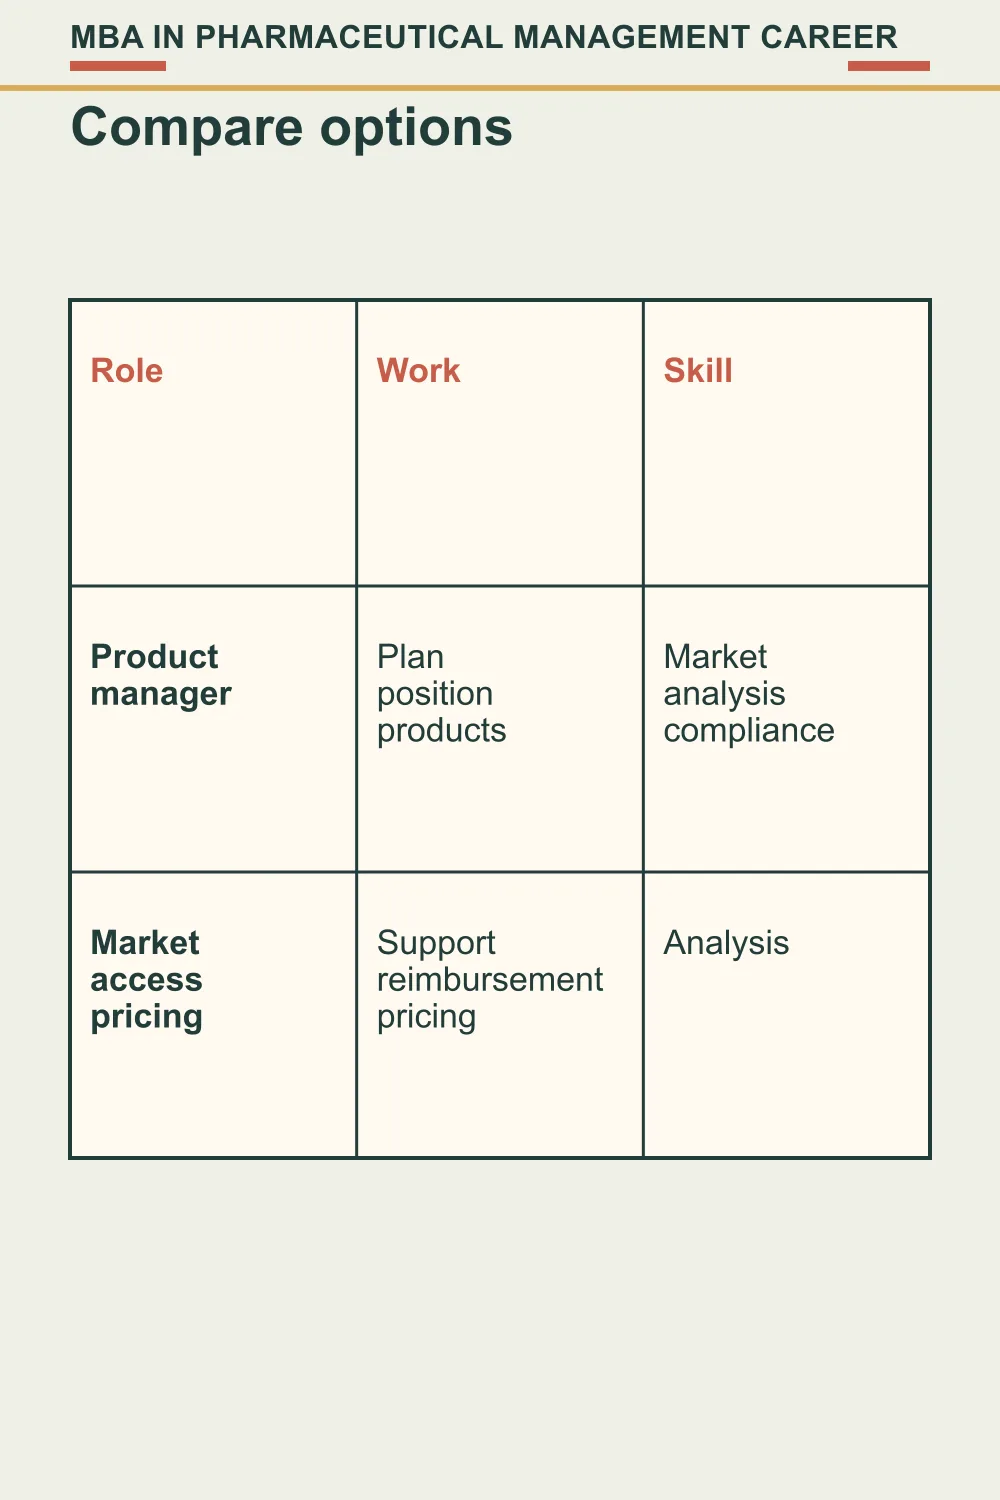 MBA IN PHARMACEUTICAL MANAGEMENT CAREER
Compare options
Role
Work
Skill
Product
manager
Plan
position
products
Market
analysis
compliance
Market
access
pricing
Support
reimbursement
pricing
Analysis